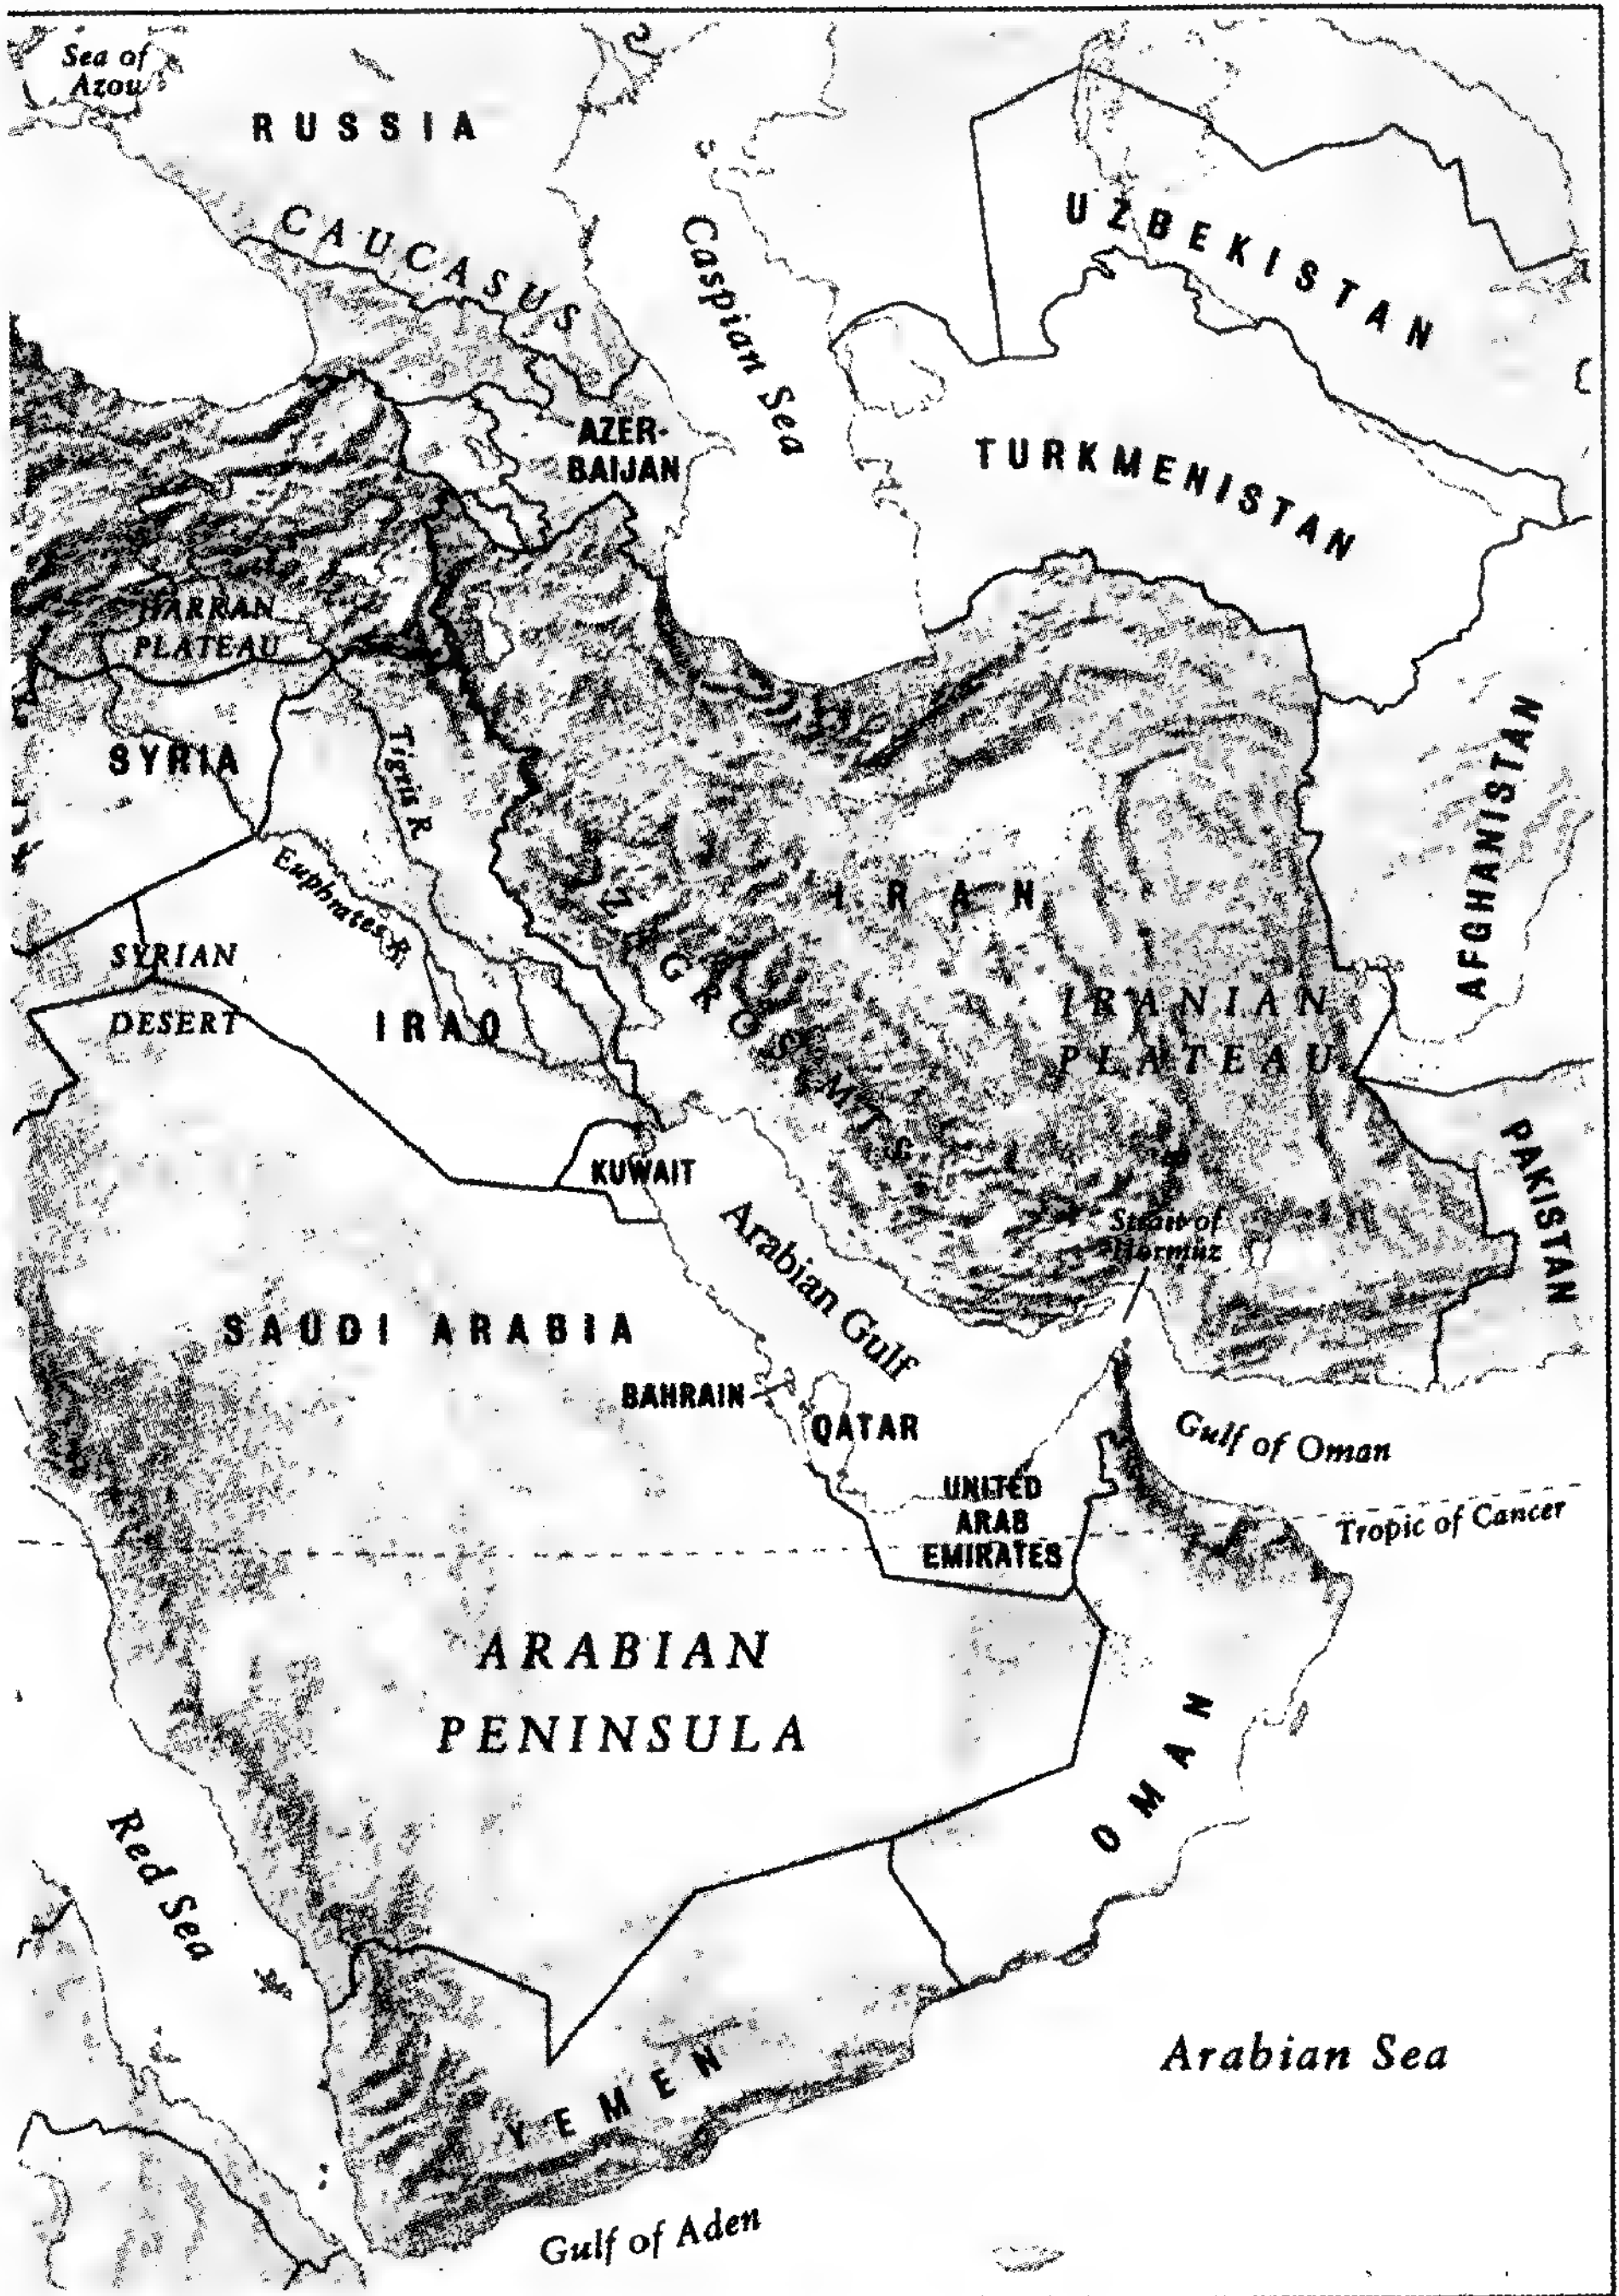 Sea of
Azov
RUSSIA
CAUCASUS
Caspian Sea
UZBEKISTAN
AZER-
BAIJAN
TURKMENISTAN
HARRAN
PLATEAU
SYRIA
Tigris R.
Euphrates R.
IRAN
AFGHANISTAN
ZAGROS MTS
SYRIAN
DESERT
IRAQ
IRANIAN
PLATEAU
KUWAIT
PAKISTAN
Arabian Gulf
Strait of
Hormuz
SAUDI ARABIA
BAHRAIN
QATAR
Gulf of Oman
UNITED
ARAB
EMIRATES
Tropic of Cancer
ARABIAN
PENINSULA
OMAN
Red Sea
Arabian Sea
YEMEN
Gulf of Aden